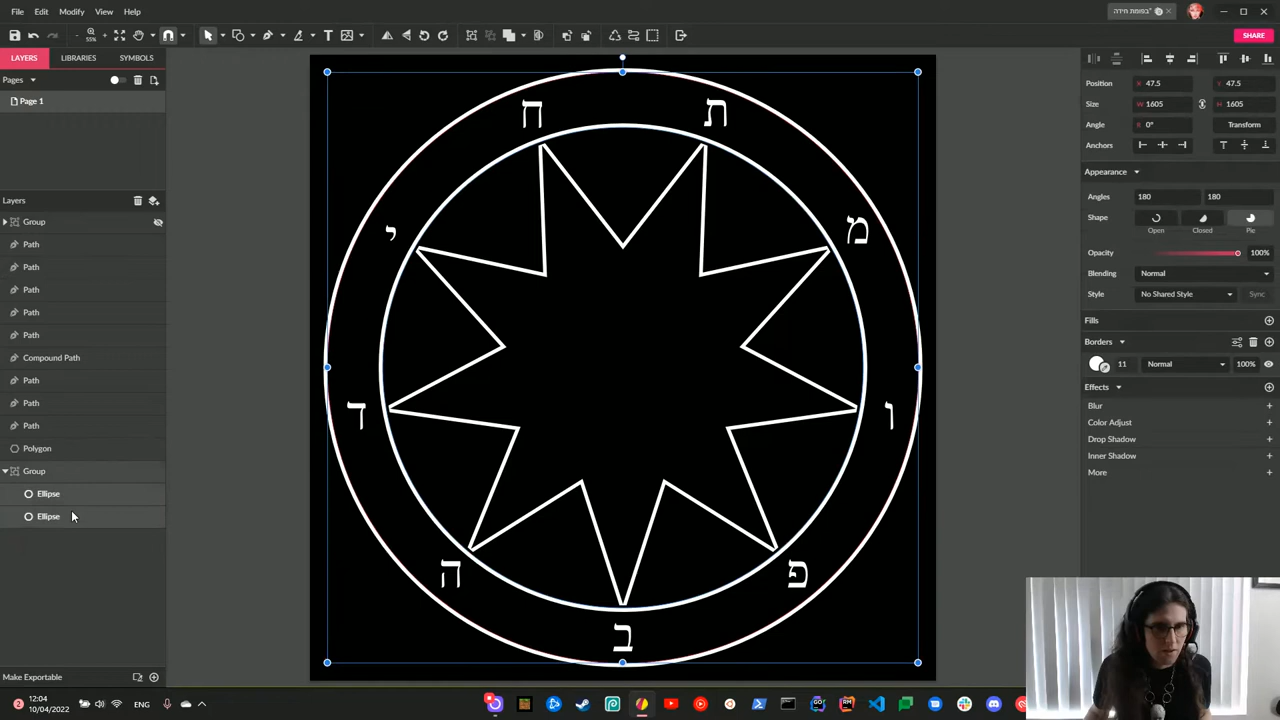 File Edit Modify View Help
בסומת חידה
55%
SHARE
LAYERS LIBRARIES SYMBOLS
Pages
Page 1
Layers
Group
Path
Path
Path
Path
Path
Compound Path
Path
Path
Path
Polygon
Group
Ellipse
Ellipse
Make Exportable
ח ת
י מ
ד ו
ה פ
ב
Position X 47.5 Y 47.5
Size W 1605 H 1605
Angle R 0° Transform
Anchors
Appearance
Angles 180 180
Shape
Open Closed Pie
Opacity 100%
Blending Normal
Style No Shared Style Sync
Fills
Borders
11 Normal 100%
Effects
Blur
Color Adjust
Drop Shadow
Inner Shadow
More
12:04
10/04/2022
ENG